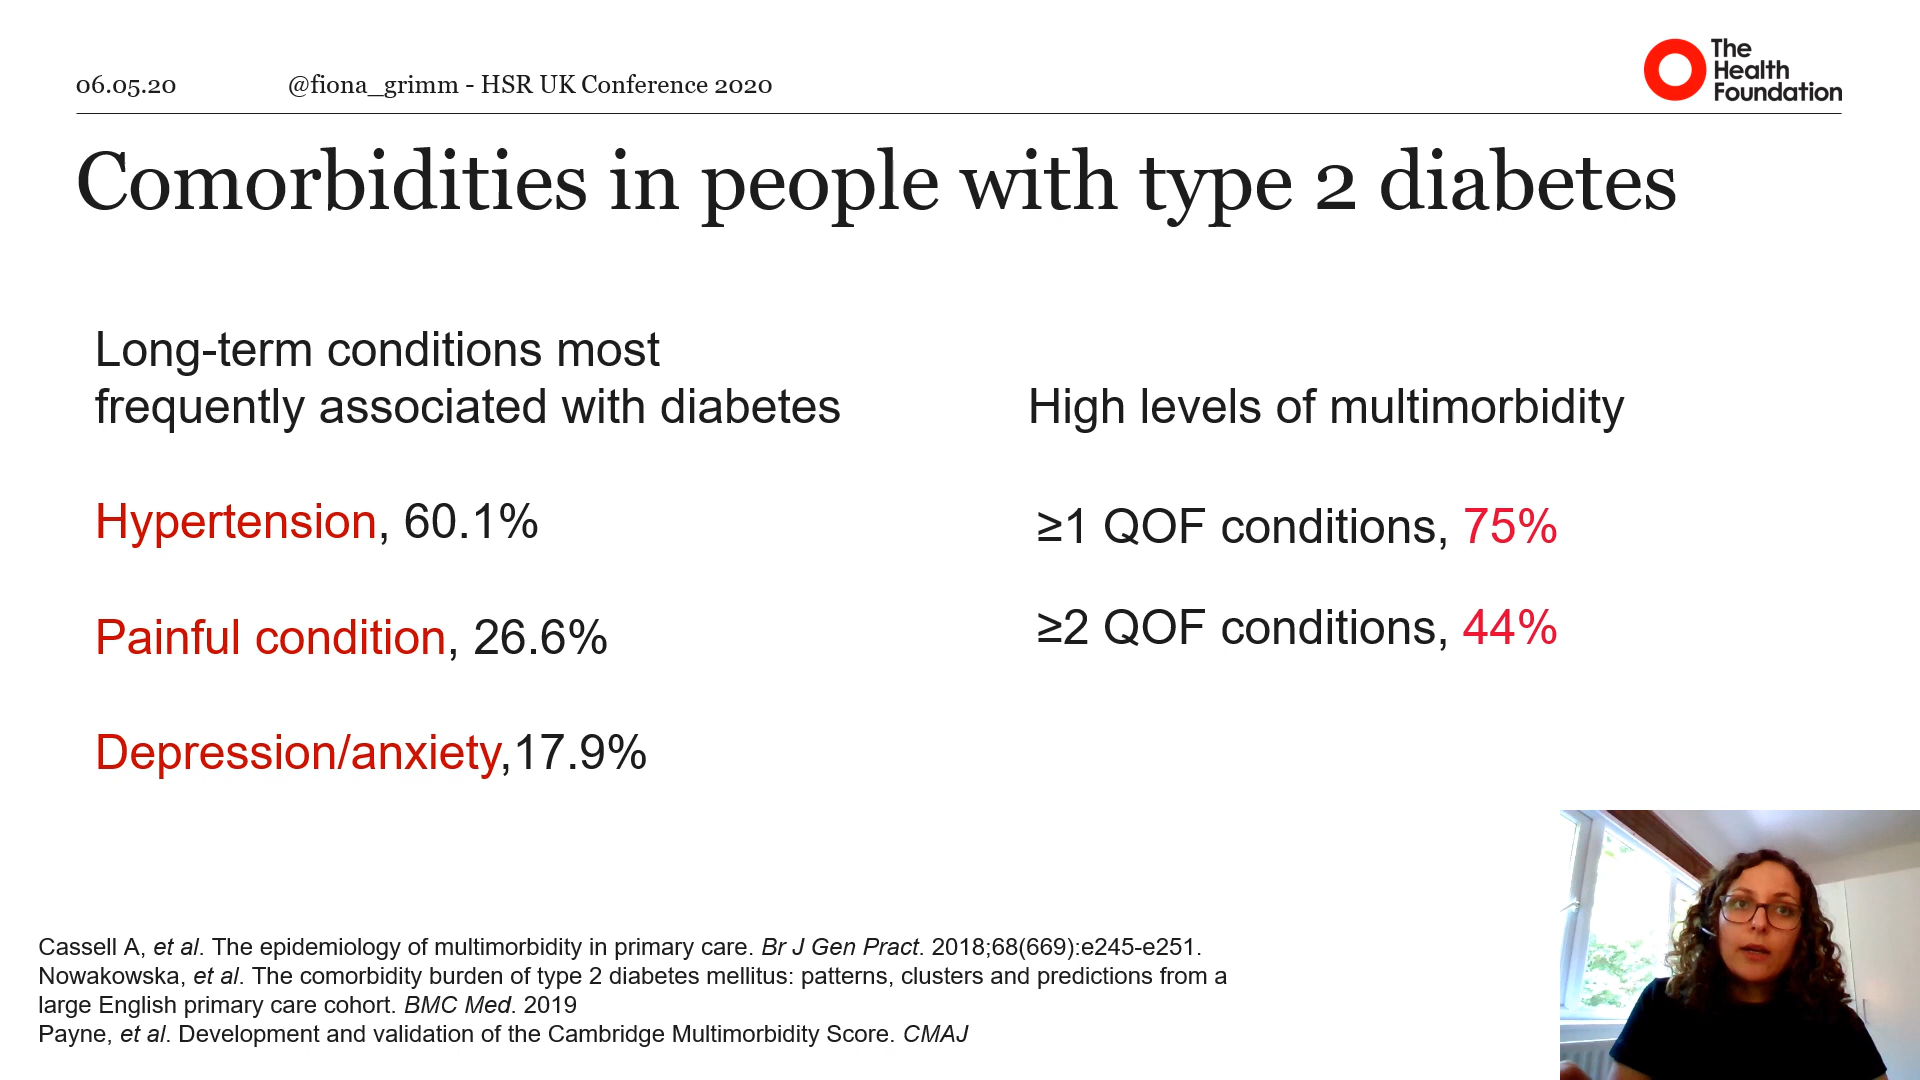 06.05.20 @fiona_grimm - HSR UK Conference 2020
The
Health
Foundation
Comorbidities in people with type 2 diabetes
Long-term conditions most
frequently associated with diabetes
Hypertension, 60.1%
Painful condition, 26.6%
Depression/anxiety,17.9%
High levels of multimorbidity
≥1 QOF conditions, 75%
≥2 QOF conditions, 44%
Cassell A, et al. The epidemiology of multimorbidity in primary care. Br J Gen Pract. 2018;68(669):e245-e251.
Nowakowska, et al. The comorbidity burden of type 2 diabetes mellitus: patterns, clusters and predictions from a
large English primary care cohort. BMC Med. 2019
Payne, et al. Development and validation of the Cambridge Multimorbidity Score. CMAJ